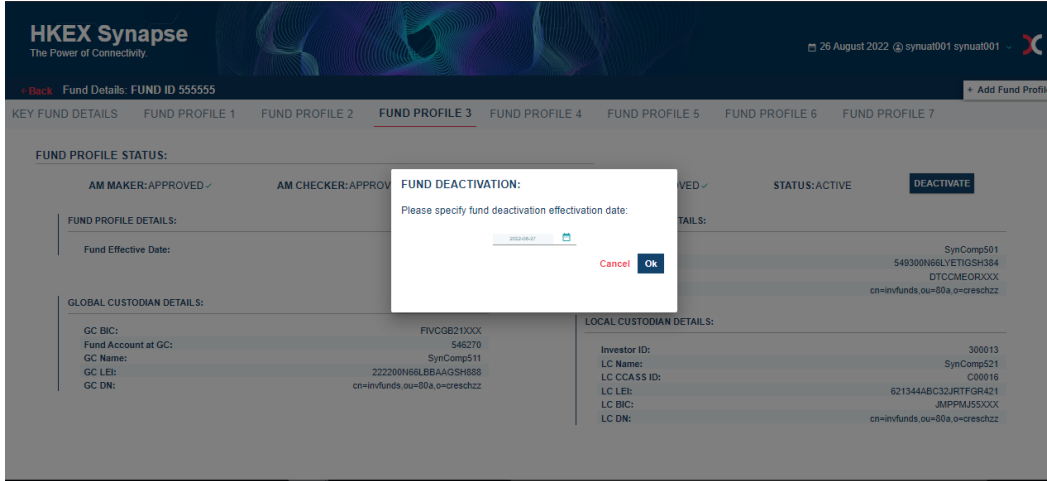 HKEX Synapse
The Power of Connectivity.
26 August 2022 synuat001 synuat001
Back Fund Details: FUND ID 555555
+ Add Fund Profile
KEY FUND DETAILS FUND PROFILE 1 FUND PROFILE 2 FUND PROFILE 3 FUND PROFILE 4 FUND PROFILE 5 FUND PROFILE 6 FUND PROFILE 7
FUND PROFILE STATUS:
AM MAKER:APPROVED AM CHECKER:APPROV VED STATUS:ACTIVE DEACTIVATE
FUND DEACTIVATION:
Please specify fund deactivation effectivation date:
2022-08-27
Cancel Ok
FUND PROFILE DETAILS:
Fund Effective Date:
TAILS:
SynComp501
549300N66LYETIGSH384
DTCCMEORXXX
cn=invfunds,ou=80a,o=creschzz
GLOBAL CUSTODIAN DETAILS:
GC BIC: FIVCGB21XXX
Fund Account at GC: 546270
GC Name: SynComp511
GC LEI: 222200N66LBBAAGSH888
GC DN: cn=invfunds,ou=80a,o=creschzz
LOCAL CUSTODIAN DETAILS:
Investor ID: 300013
LC Name: SynComp521
LC CCASS ID: C00016
LC LEI: 621344ABC32JRTFGR421
LC BIC: JMPPMJ55XXX
LC DN: cn=invfunds,ou=80a,o=creschzz